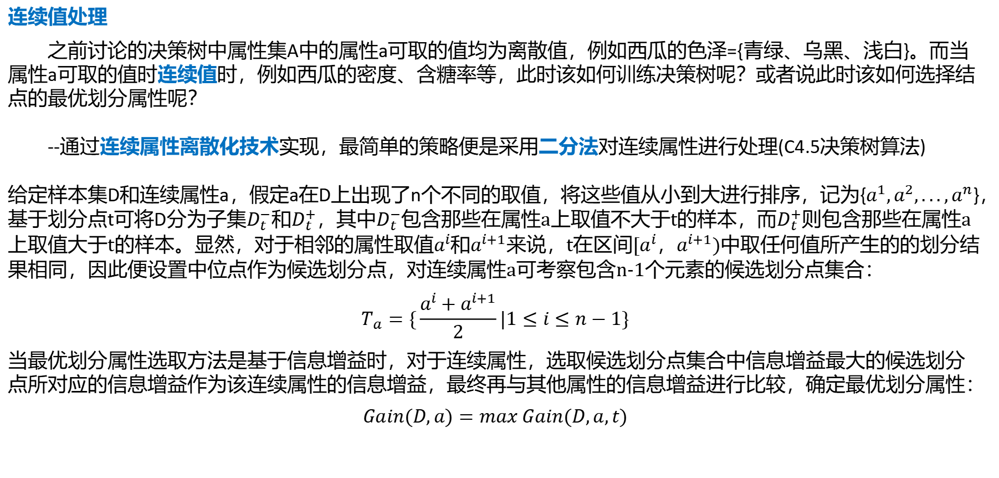 连续值处理
之前讨论的决策树中属性集A中的属性a可取的值均为离散值，例如西瓜的色泽={青绿、乌黑、浅白}。而当
属性a可取的值时连续值时，例如西瓜的密度、含糖率等，此时该如何训练决策树呢？或者说此时该如何选择结
点的最优划分属性呢？
--通过连续属性离散化技术实现，最简单的策略便是采用二分法对连续属性进行处理(C4.5决策树算法)
给定样本集D和连续属性a，假定a在D上出现了n个不同的取值，将这些值从小到大进行排序，记为{$a^1, a^2, \ldots, a^n$}，
基于划分点t可将D分为子集$D_t^-$和$D_t^+$，其中$D_t^-$包含那些在属性a上取值不大于t的样本，而$D_t^+$则包含那些在属性a
上取值大于t的样本。显然，对于相邻的属性取值$a^i$和$a^{i+1}$来说，t在区间[$a^i$，$a^{i+1}$)中取任何值所产生的的划分结
果相同，因此便设置中位点作为候选划分点，对连续属性a可考察包含n-1个元素的候选划分点集合：
$T_a = \{\frac{a^i + a^{i+1}}{2} | 1 \leq i \leq n-1\}$
当最优划分属性选取方法是基于信息增益时，对于连续属性，选取候选划分点集合中信息增益最大的候选划分
点所对应的信息增益作为该连续属性的信息增益，最终再与其他属性的信息增益进行比较，确定最优划分属性：
$Gain(D, a) = max\ Gain(D, a, t)$